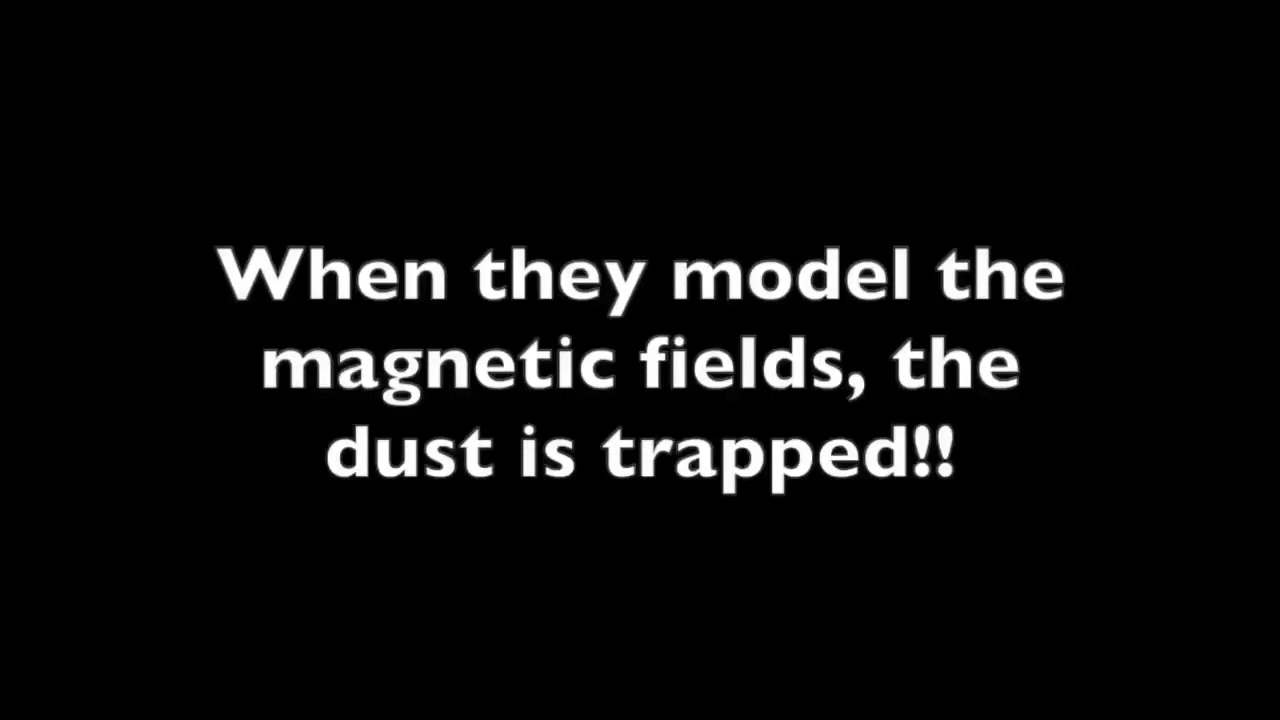 When they model the
magnetic fields, the
dust is trapped!!